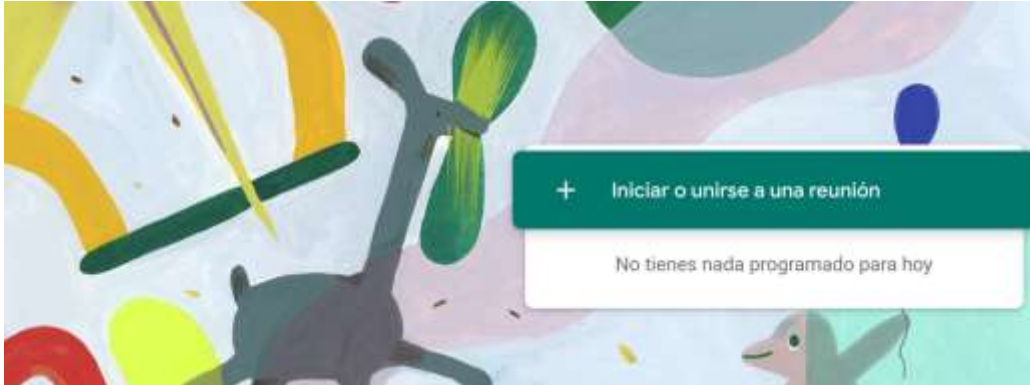 + Iniciar o unirse a una reunión
No tienes nada programado para hoy